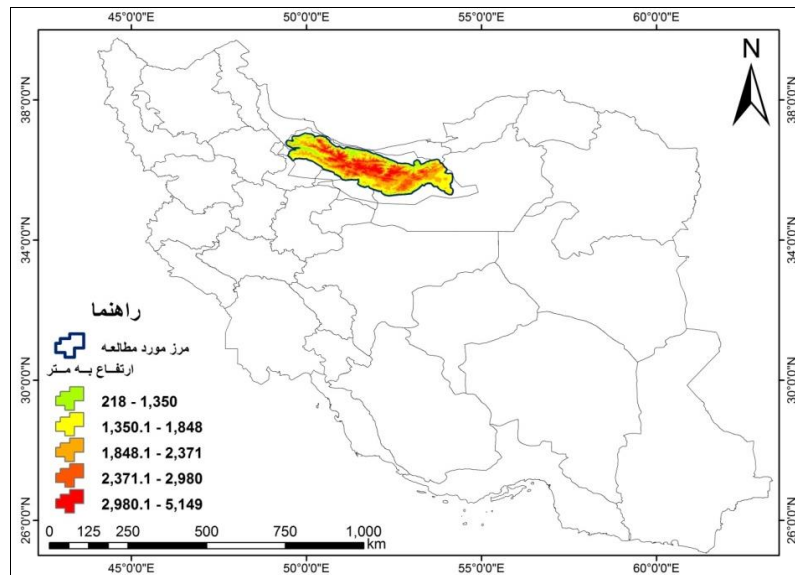 45°0'0"E 50°0'0"E 55°0'0"E 60°0'0"E
N
38°0'0"N 38°0'0"N
34°0'0"N 34°0'0"N
30°0'0"N 30°0'0"N
26°0'0"N 26°0'0"N
راهنما
مرز مورد مطالعه
ارتفاع به متر
218 - 1,350
1,350.1 - 1,848
1,848.1 - 2,371
2,371.1 - 2,980
2,980.1 - 5,149
0 125 250 500 750 1,000
km
45°0'0"E 50°0'0"E 55°0'0"E 60°0'0"E